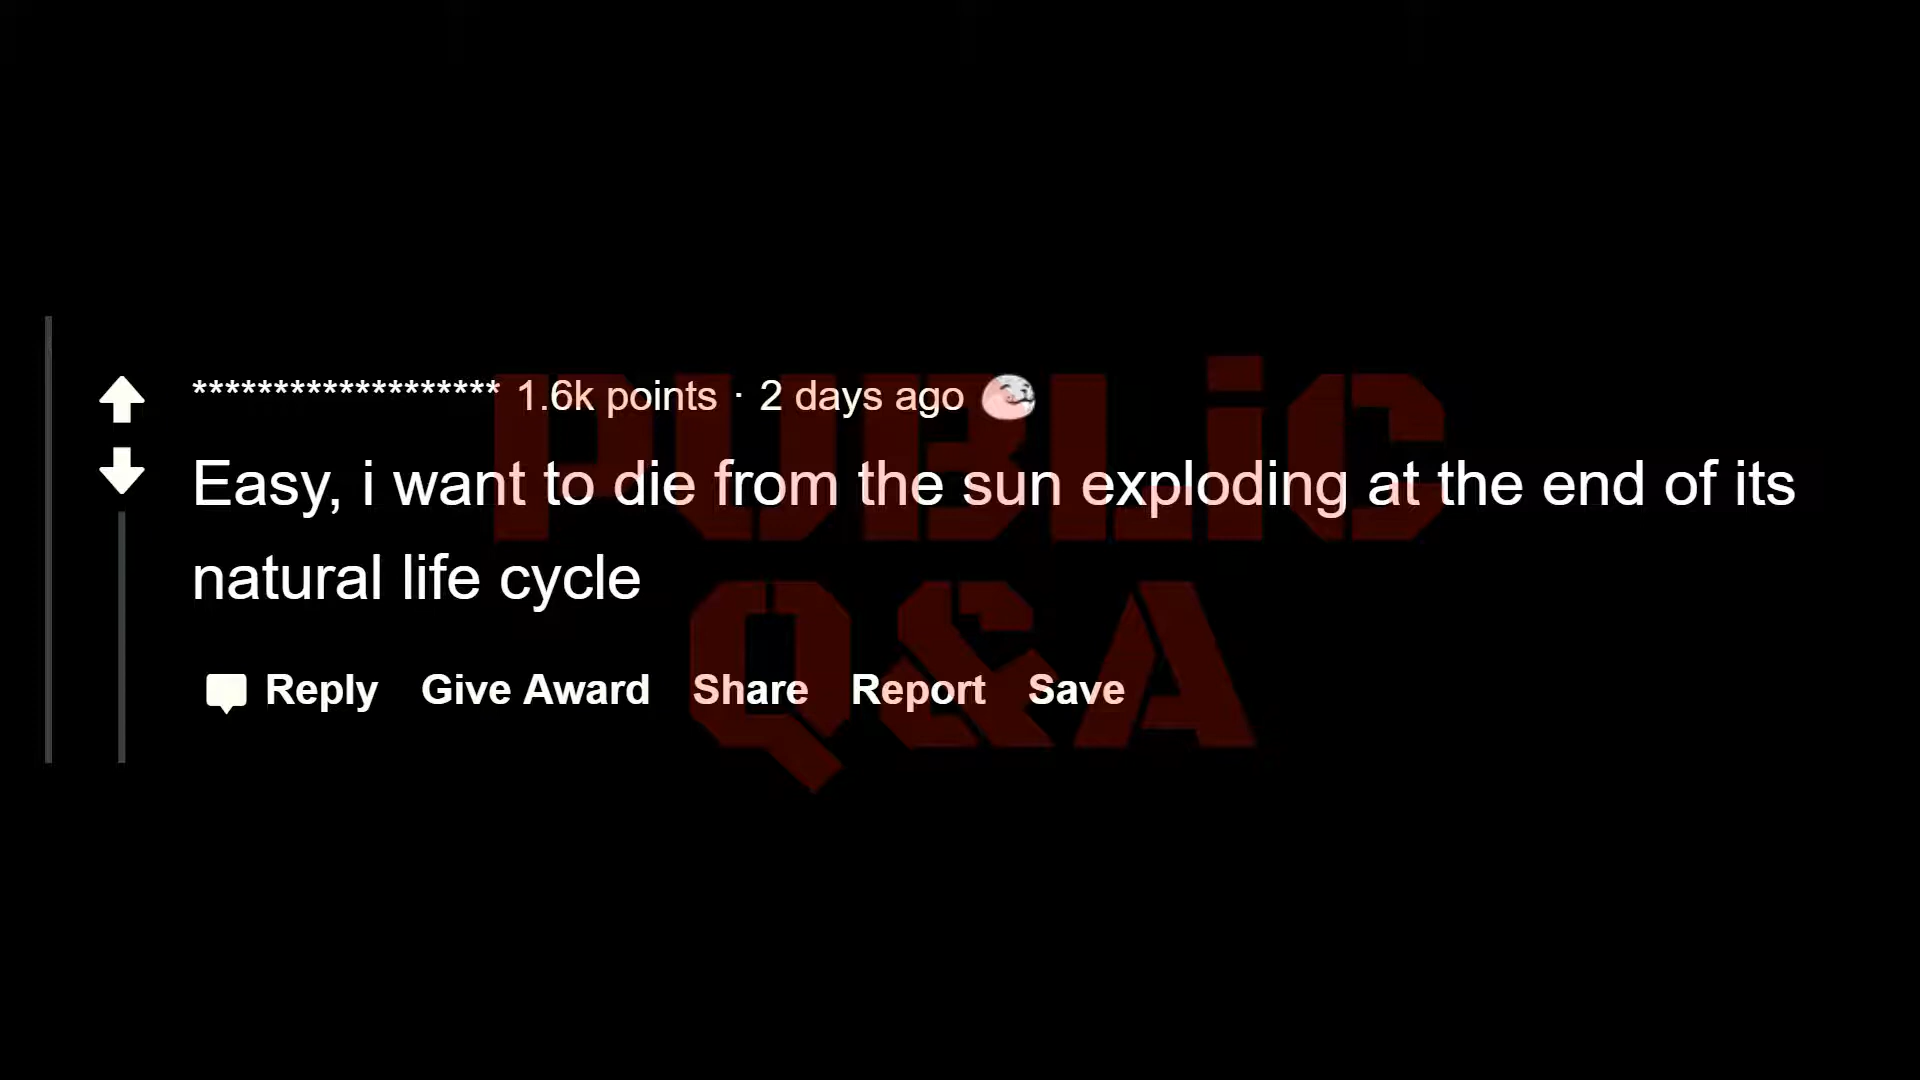 ******************* 1.6k points · 2 days ago
Easy, i want to die from the sun exploding at the end of its
natural life cycle
Reply Give Award Share Report Save
PUBLiC
Q&A